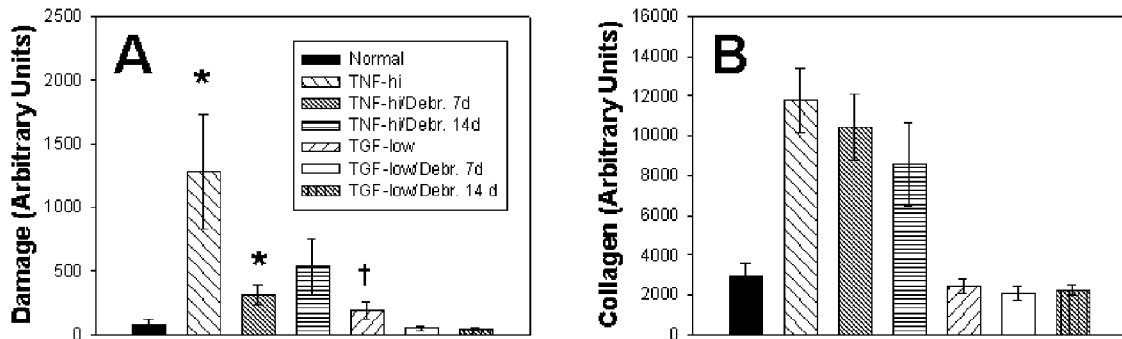 Damage (Arbitrary Units)
2500
2000
1500
1000
500
0
A
*
*
†
Normal
TNF-hi
TNF-hi/Debr. 7d
TNF-hi/Debr. 14d
TGF-low
TGF-low/Debr. 7d
TGF-low/Debr. 14 d
Collagen (Arbitrary Units)
16000
14000
12000
10000
8000
6000
4000
2000
0
B